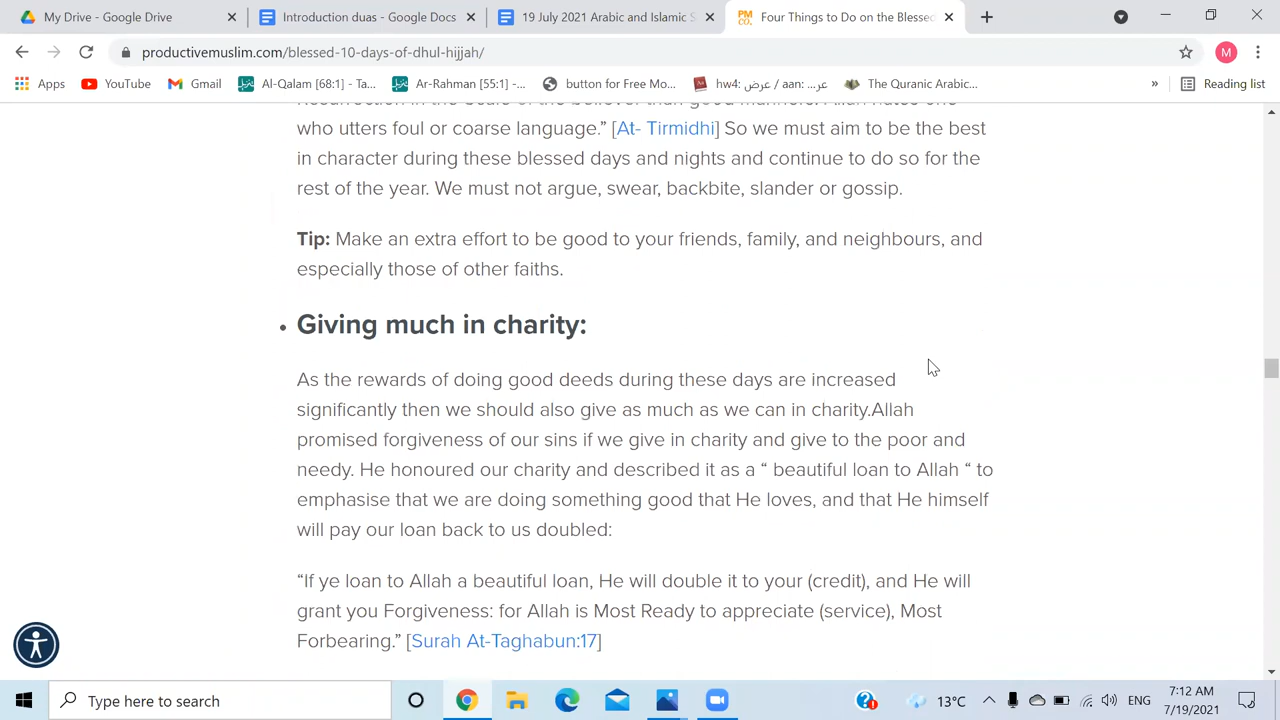 My Drive - Google Drive
Introduction duas - Google Docs
19 July 2021 Arabic and Islamic S
PM co.
Four Things to Do on the Blessed
productivemuslim.com/blessed-10-days-of-dhul-hijjah/
M
Apps
YouTube
Gmail
Al-Qalam [68:1] - Ta...
Ar-Rahman [55:1] -...
button for Free Mo...
hw4: عرض / aan: عر...
The Quranic Arabic...
»
Reading list
who utters foul or coarse language.” [At- Tirmidhi] So we must aim to be the best
in character during these blessed days and nights and continue to do so for the
rest of the year. We must not argue, swear, backbite, slander or gossip.
Tip: Make an extra effort to be good to your friends, family, and neighbours, and
especially those of other faiths.
• Giving much in charity:
As the rewards of doing good deeds during these days are increased
significantly then we should also give as much as we can in charity.Allah
promised forgiveness of our sins if we give in charity and give to the poor and
needy. He honoured our charity and described it as a “ beautiful loan to Allah “ to
emphasise that we are doing something good that He loves, and that He himself
will pay our loan back to us doubled:
“If ye loan to Allah a beautiful loan, He will double it to your (credit), and He will
grant you Forgiveness: for Allah is Most Ready to appreciate (service), Most
Forbearing.” [Surah At-Taghabun:17]
Type here to search
13°C
ENG
7:12 AM
7/19/2021